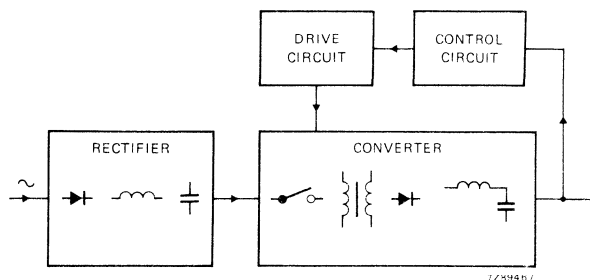 DRIVE
CIRCUIT
CONTROL
CIRCUIT
RECTIFIER
CONVERTER